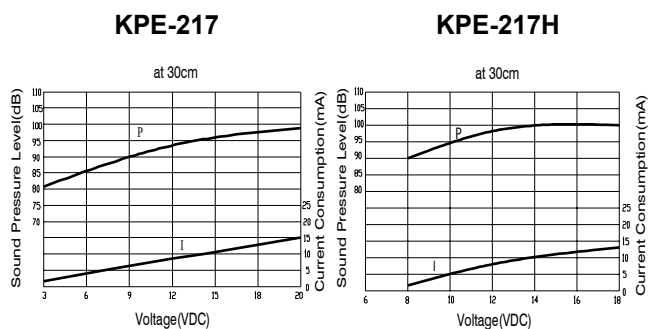 KPE-217
at 30cm
Sound Pressure Level(dB)
110
105
100
95
90
85
80
75
70
P
I
25
20
15
10
5
0
Current Consumption(mA)
3 6 9 12 15 20
Voltage(VDC)
KPE-217H
at 30cm
Sound Pressure Level(dB)
110
105
100
95
90
85
80
P
I
25
20
15
10
5
0
Current Consumption(mA)
6 8 10 12 14 16 18
Voltage(VDC)